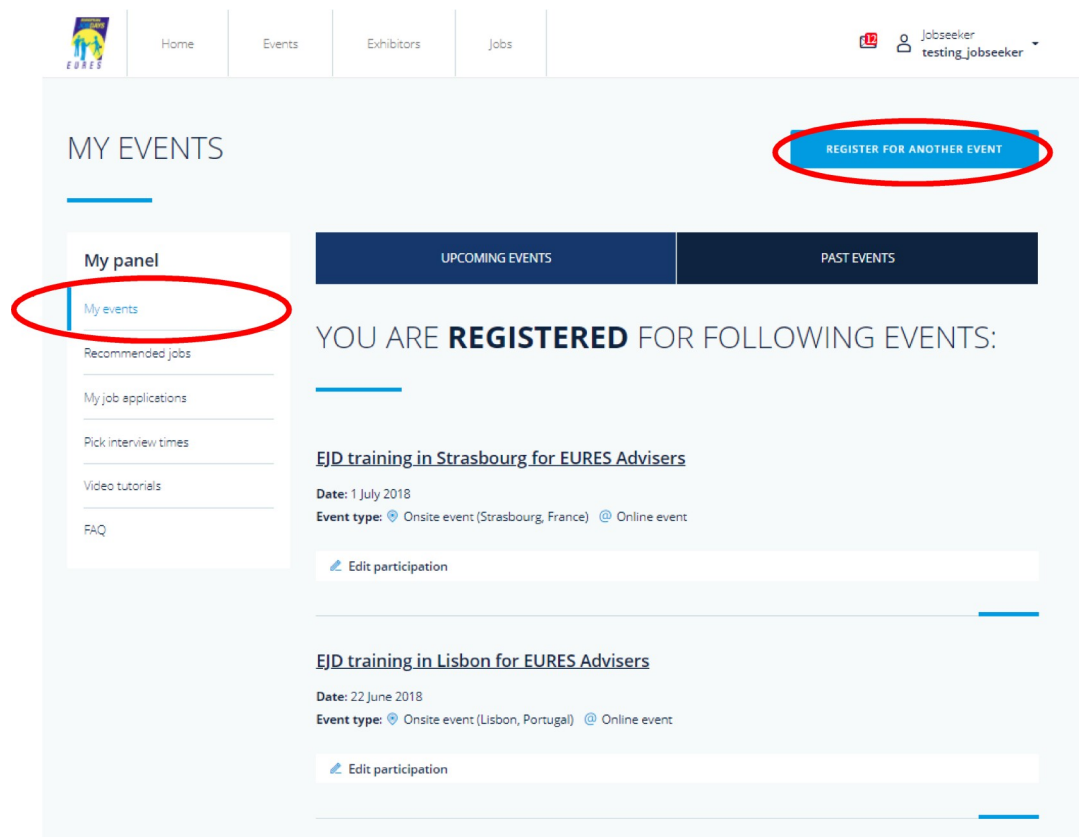 EUROPEAN
JOB DAYS
EURES
Home
Events
Exhibitors
Jobs
12
Jobseeker
testing_jobseeker
MY EVENTS
REGISTER FOR ANOTHER EVENT
My panel
My events
Recommended jobs
My job applications
Pick interview times
Video tutorials
FAQ
UPCOMING EVENTS
PAST EVENTS
YOU ARE REGISTERED FOR FOLLOWING EVENTS:
EJD training in Strasbourg for EURES Advisers
Date: 1 July 2018
Event type: Onsite event (Strasbourg, France) @ Online event
Edit participation
EJD training in Lisbon for EURES Advisers
Date: 22 June 2018
Event type: Onsite event (Lisbon, Portugal) @ Online event
Edit participation